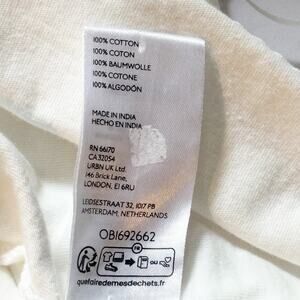 100% COTTON
100% COTON
100% BAUMWOLLE
100% COTONE
100% ALGODÓN
MADE IN INDIA
HECHO EN INDIA
RN 66170
CA32054
URBN UK Ltd.
146 Brick Lane,
LONDON, E1 6RU
LEIDSESTRAAT 32, 1017 PB
AMSTERDAM, NETHERLANDS
OB1692662
FR
quefairedemesdechets.fr